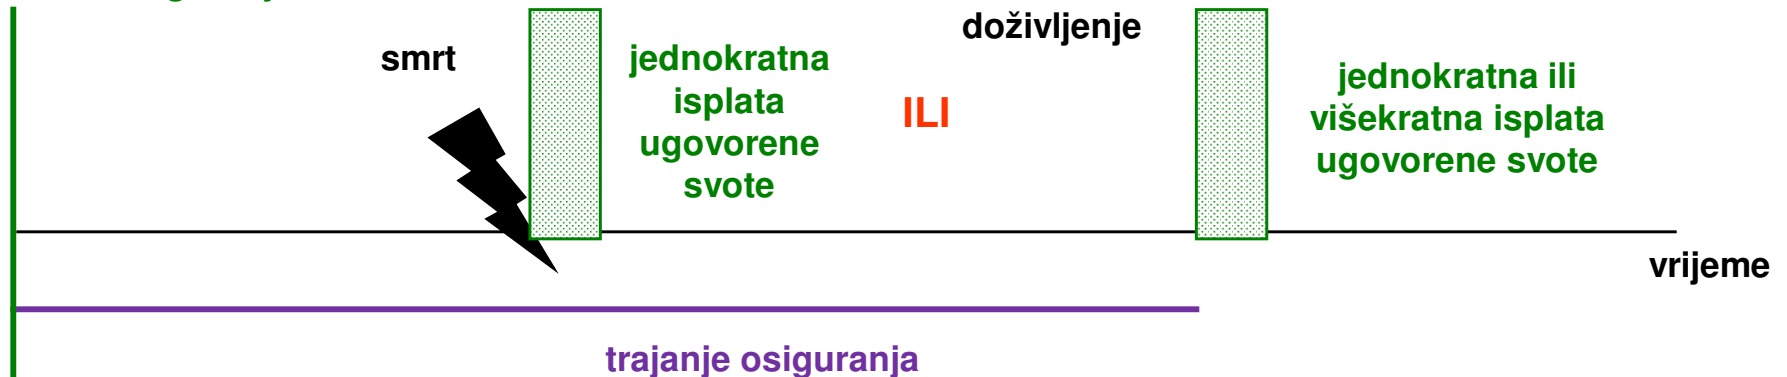 smrt
jednokratna
isplata
ugovorene
svote
ILI
doživljenje
jednokratna ili
višekratna isplata
ugovorene svote
vrijeme
trajanje osiguranja